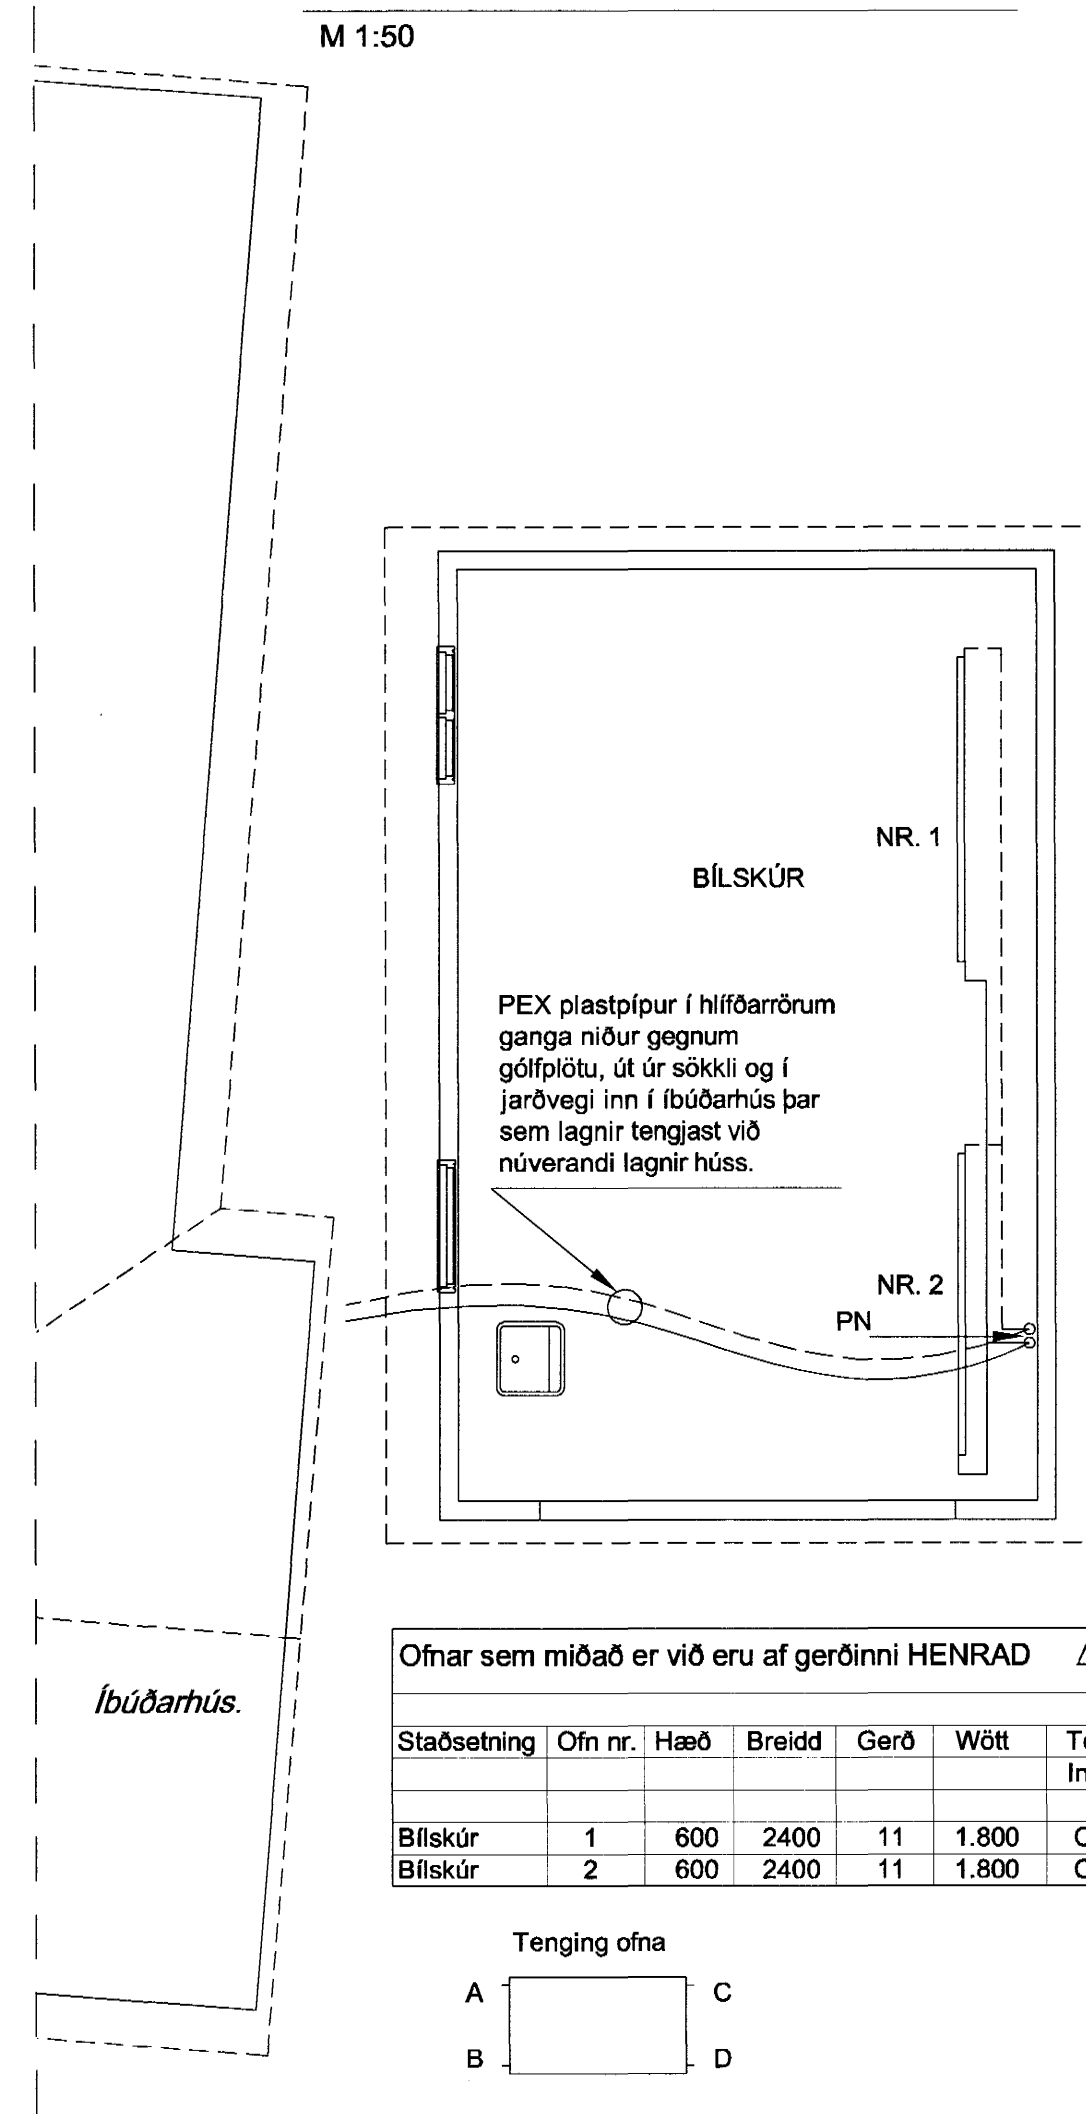 M 1:50
NR. 1
BÍLSKÚR
PEX plastpípur í hlífðarrörum
ganga niður gegnum
gólfplötu, út úr sökkli og í
jarðvegi inn í íbúðarhús þar
sem lagnir tengjast við
núverandi lagnir húss.
NR. 2
PN
Ofnar sem miðað er við eru af gerðinni HENRAD
Íbúðarhús.
Staðsetning Ofn nr. Hæð Breidd Gerð Wött
Bílskúr 1 600 2400 11 1.800
Bílskúr 2 600 2400 11 1.800
Tenging ofna
A C
B D